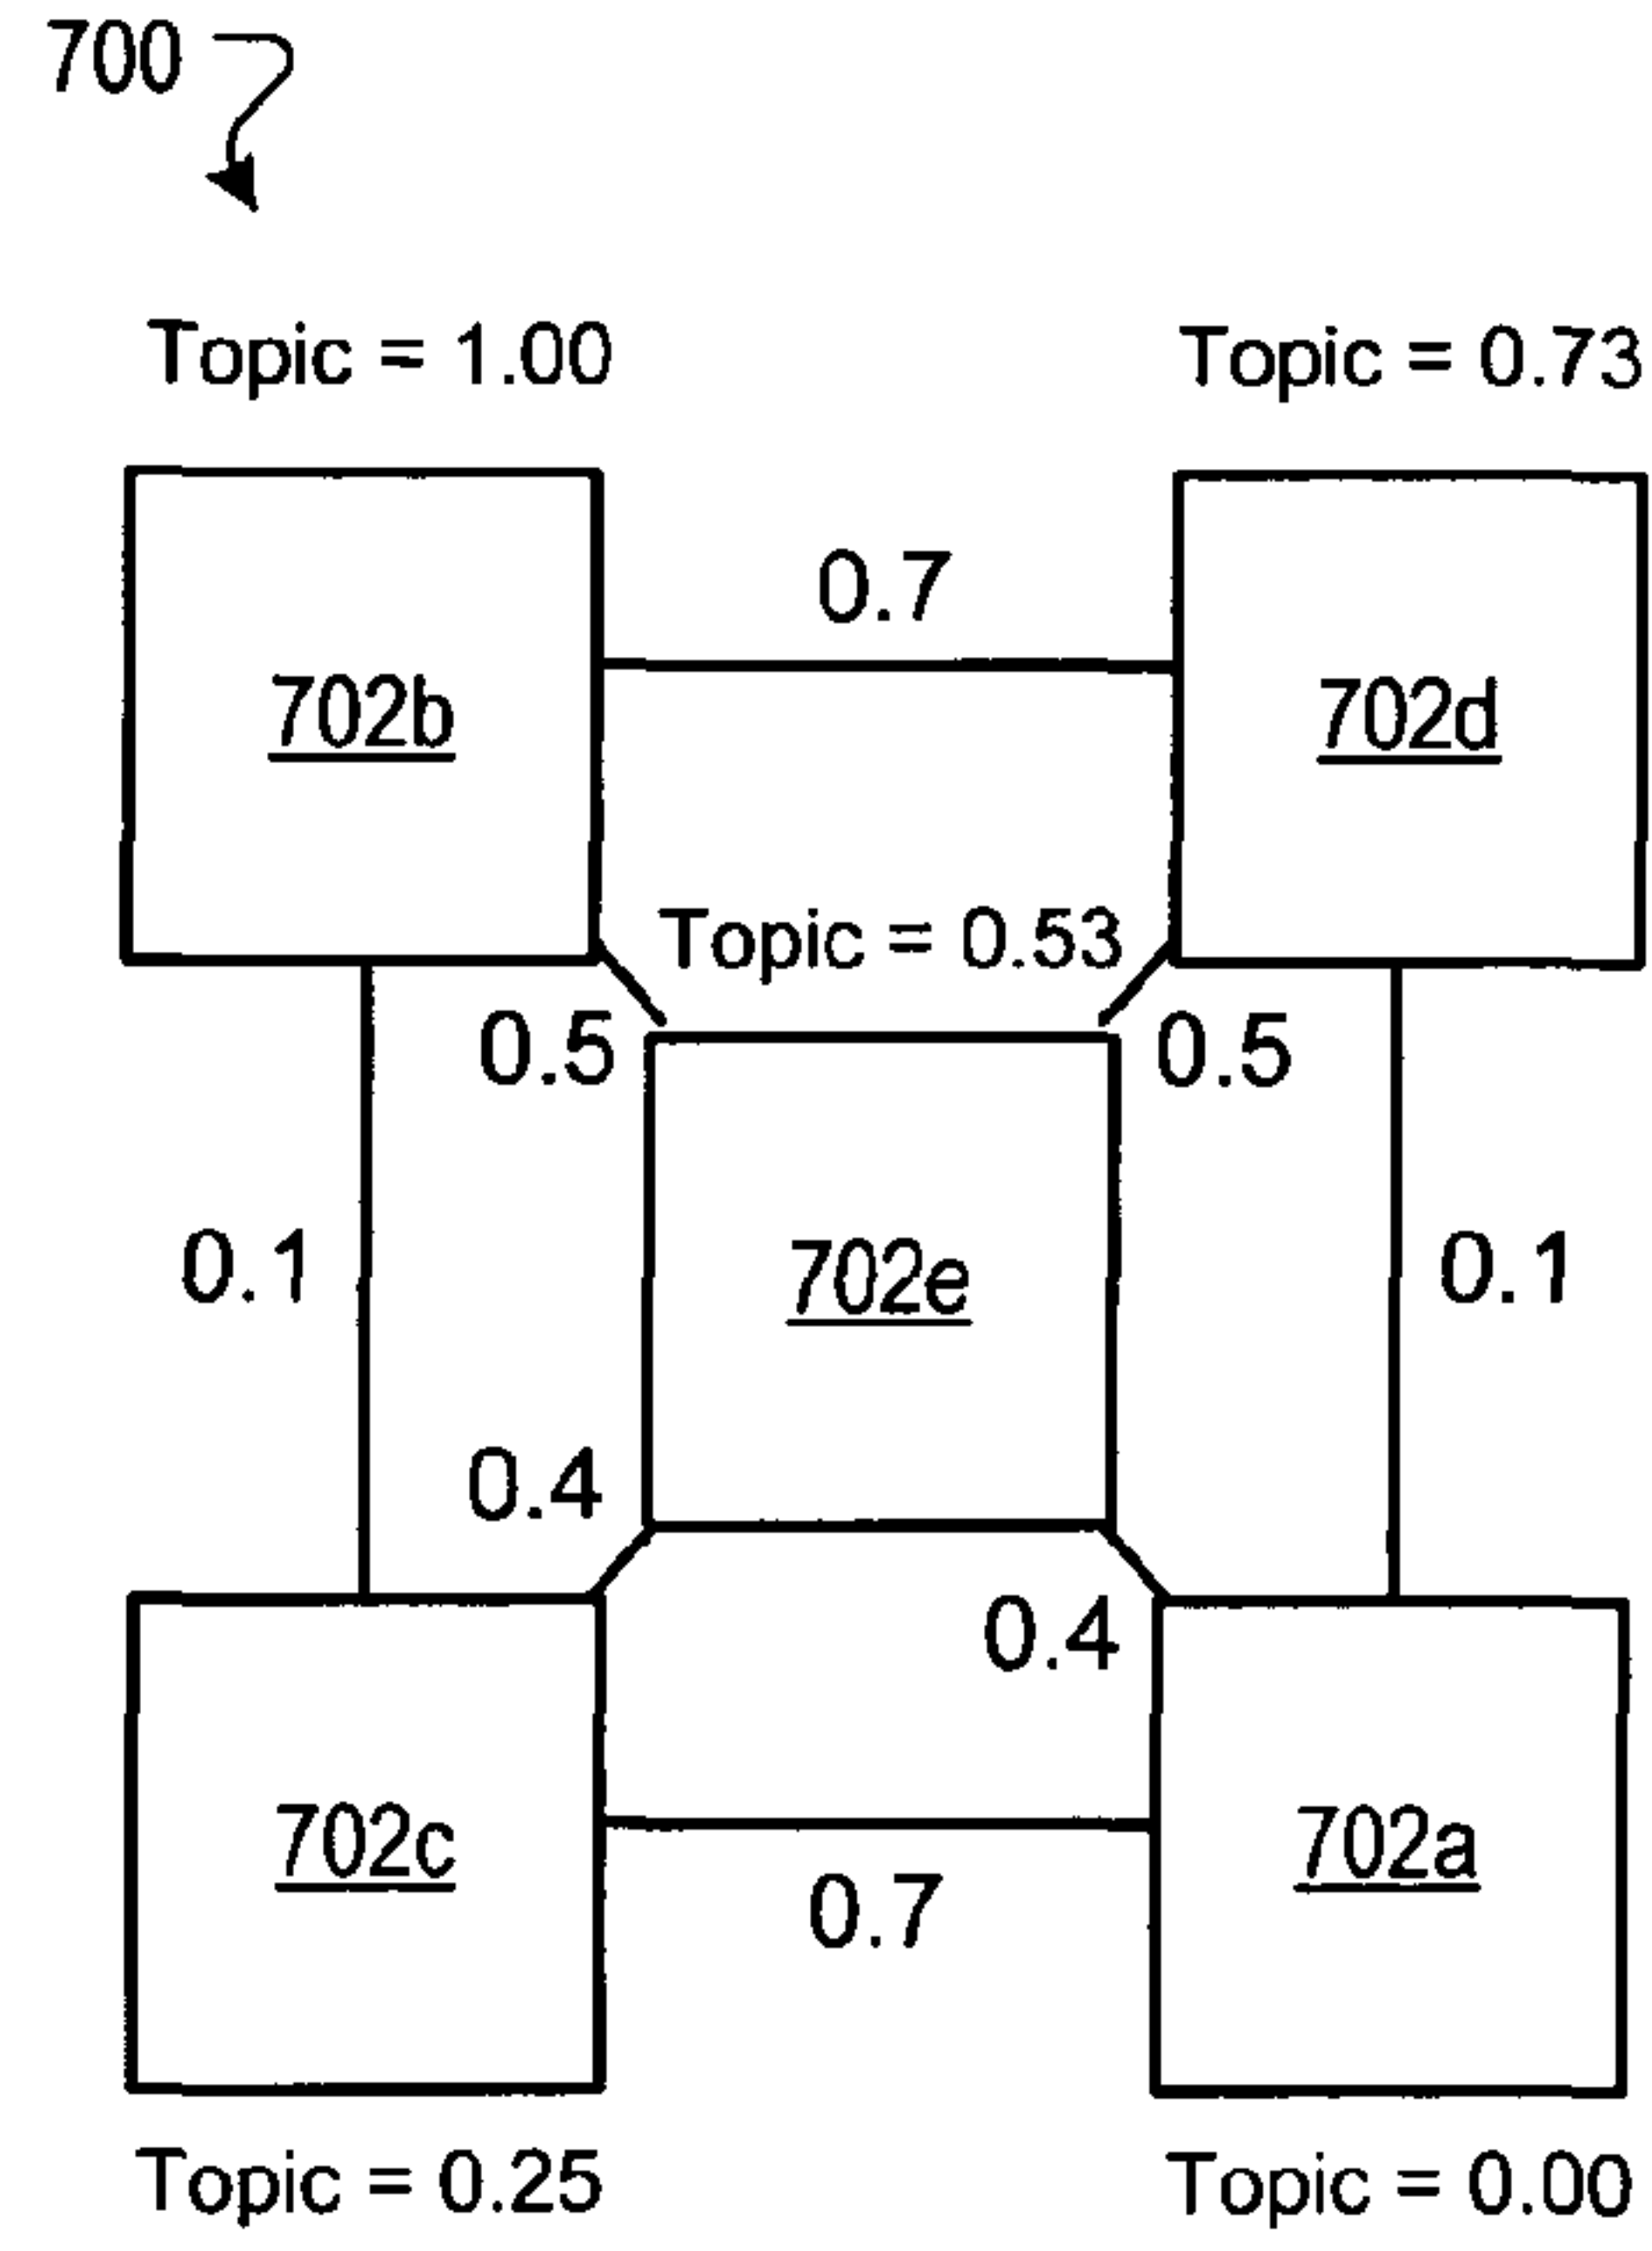 700
Topic = 1.00
Topic = 0.73
0.7
702b
702d
Topic = 0.53
0.5
0.5
0.1
702e
0.1
0.4
0.4
702c
702a
0.7
Topic = 0.25
Topic = 0.00